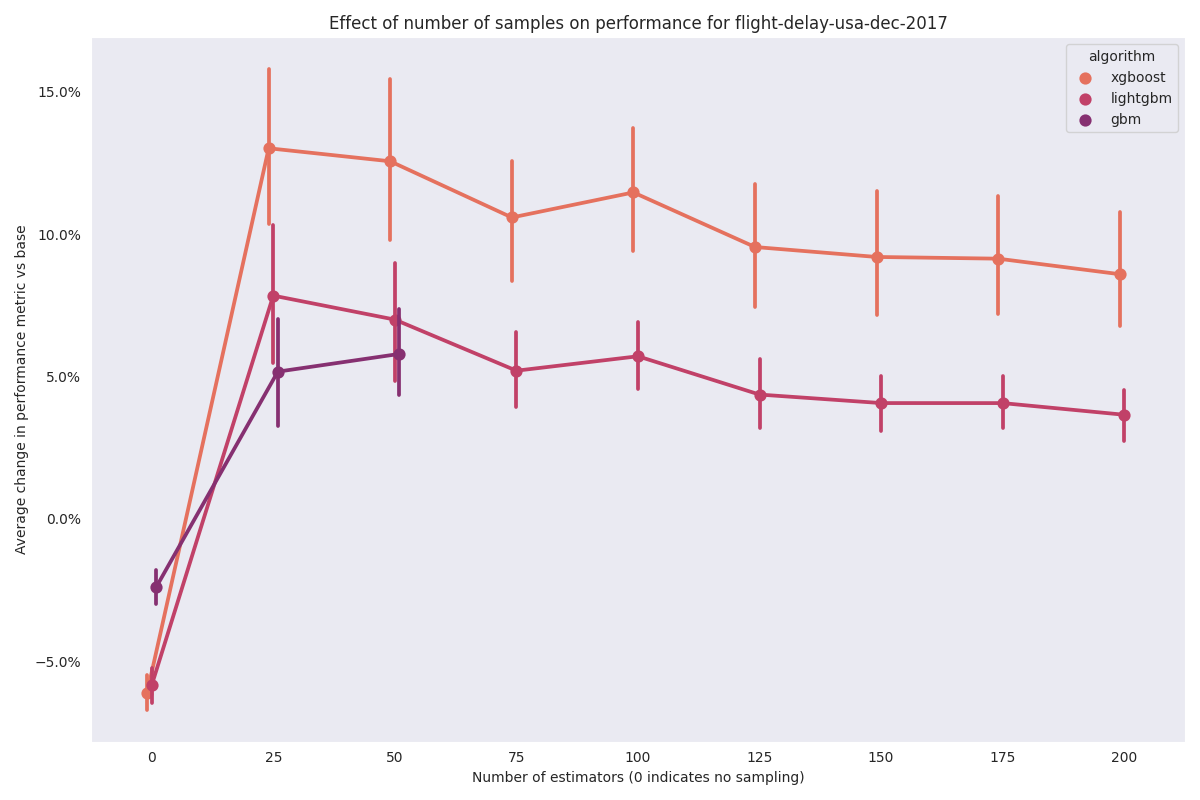 Effect of number of samples on performance for flight-delay-usa-dec-2017
algorithm
xgboost
lightgbm
gbm
Average change in performance metric vs base
15.0%
10.0%
5.0%
0.0%
−5.0%
0 25 50 75 100 125 150 175 200
Number of estimators (0 indicates no sampling)